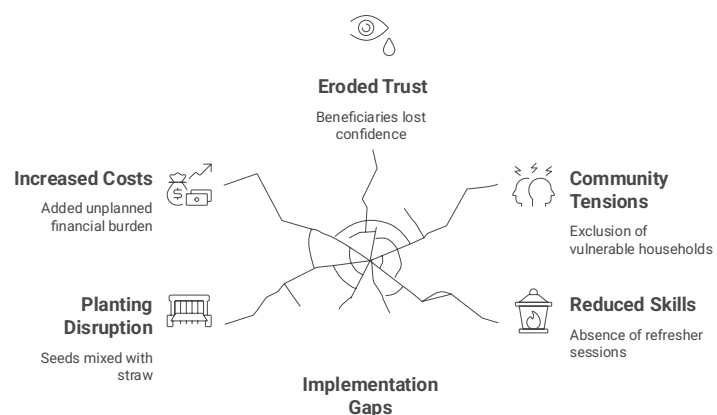 Eroded Trust
Beneficiaries lost
confidence
Increased Costs
Added unplanned
financial burden
Community
Tensions
Exclusion of
vulnerable households
Planting
Disruption
Seeds mixed with
straw
Reduced Skills
Absence of refresher
sessions
Implementation
Gaps